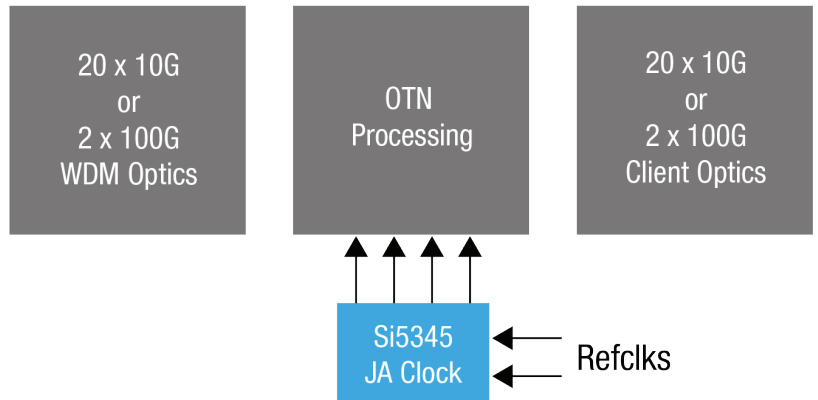 20 x 10G
or
2 x 100G
WDM Optics
OTN
Processing
20 x 10G
or
2 x 100G
Client Optics
Si5345
JA Clock
Refclks